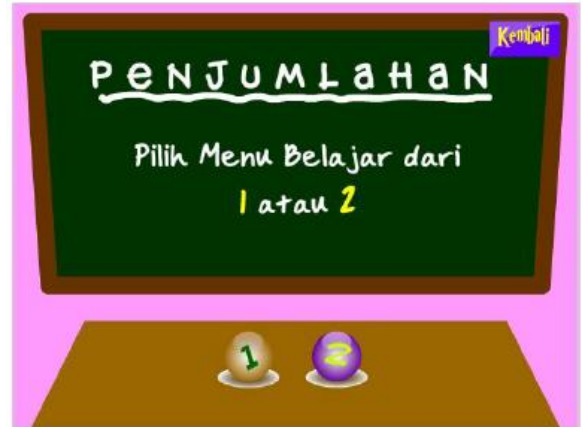 Kembali
PeNJUMLaHaN
Pilih Menu Belajar dari
1 atau 2
1 2